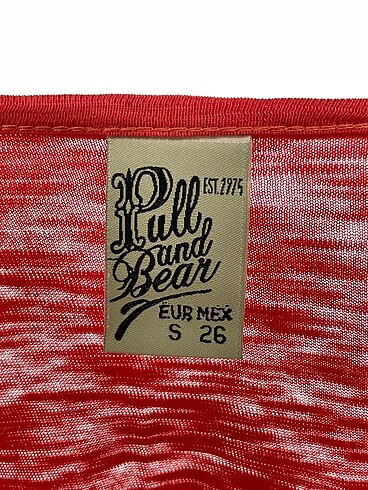 Pull
EST.1975
and
Bear
EUR MEX
S 26